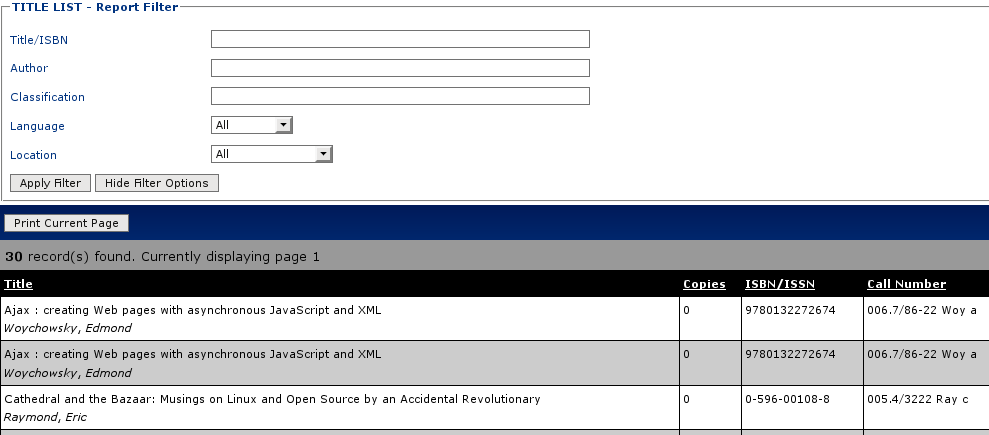 TITLE LIST - Report Filter
Title/ISBN
Author
Classification
Language All
Location All
Apply Filter Hide Filter Options
Print Current Page
30 record(s) found. Currently displaying page 1
Title Copies ISBN/ISSN Call Number
Ajax : creating Web pages with asynchronous JavaScript and XML 0 9780132272674 006.7/86-22 Woy a
Woychowsky, Edmond
Ajax : creating Web pages with asynchronous JavaScript and XML 0 9780132272674 006.7/86-22 Woy a
Woychowsky, Edmond
Cathedral and the Bazaar: Musings on Linux and Open Source by an Accidental Revolutionary 0 0-596-00108-8 005.4/3222 Ray c
Raymond, Eric